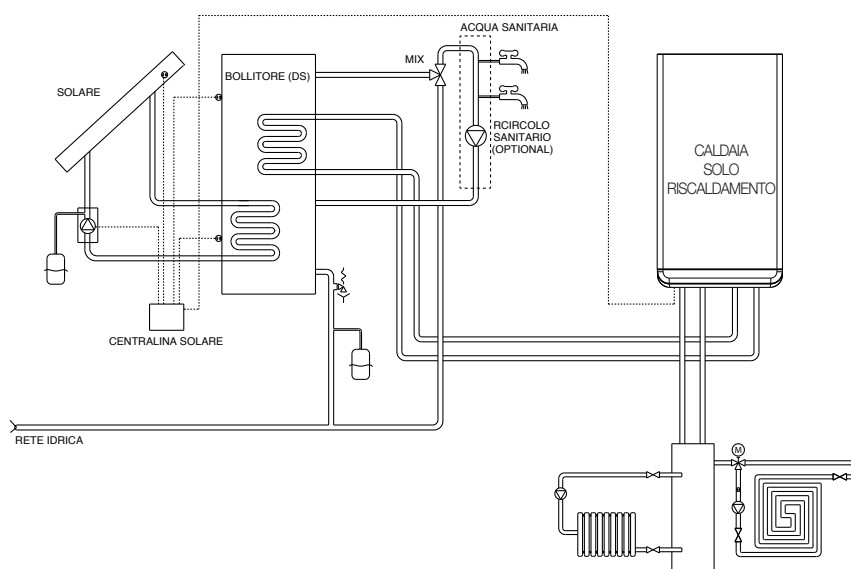 ACQUA SANITARIA
MIX
BOLLITORE (DS)
SOLARE
RCIRCOLO
SANITARIO
(OPTIONAL)
CALDAIA
SOLO
RISCALDAMENTO
CENTRALINA SOLARE
RETE IDRICA
M